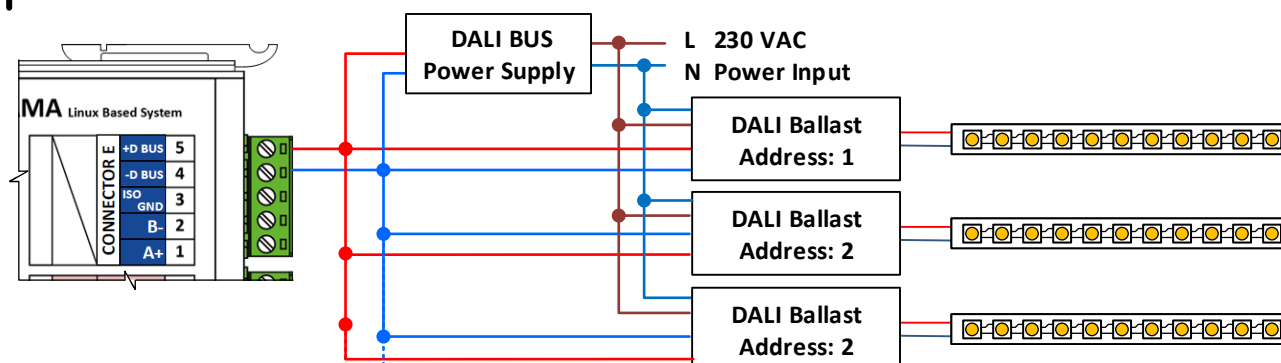 DALI BUS
Power Supply
L 230 VAC
N Power Input
MA Linux Based System
CONNECTOR E
+D BUS 5
-D BUS 4
ISO
GND 3
B- 2
A+ 1
DALI Ballast
Address: 1
DALI Ballast
Address: 2
DALI Ballast
Address: 2